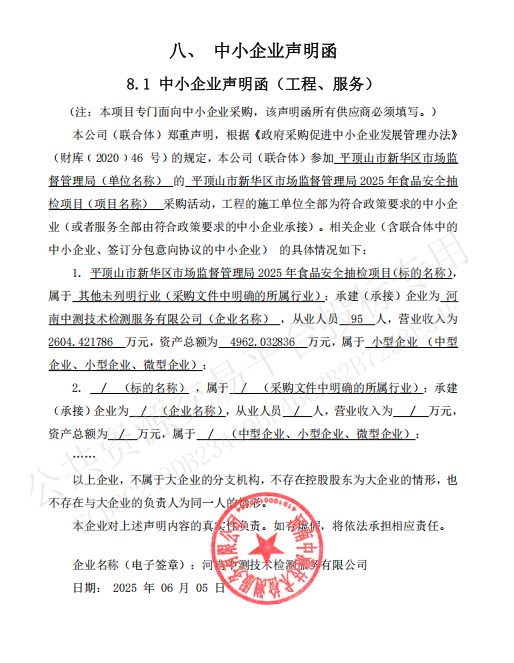 八、 中小企业声明函
8.1 中小企业声明函（工程、服务）
（注：本项目专门面向中小企业采购，该声明函所有供应商必须填写。）
本公司（联合体）郑重声明，根据《政府采购促进中小企业发展管理办法》
（财库﹝2020﹞46 号）的规定，本公司（联合体）参加 平顶山市新华区市场监
督管理局（单位名称） 的 平顶山市新华区市场监督管理局 2025 年食品安全抽
检项目（项目名称） 采购活动，工程的施工单位全部为符合政策要求的中小企
业（或者服务全部由符合政策要求的中小企业承接）。相关企业（含联合体中的
中小企业、签订分包意向协议的中小企业） 的具体情况如下：
1. 平顶山市新华区市场监督管理局 2025 年食品安全抽检项目（标的名称），
属于 其他未列明行业（采购文件中明确的所属行业）；承建（承接）企业为 河
南中测技术检测服务有限公司（企业名称） ，从业人员 95 人，营业收入为
2604.421786 万元，资产总额为 4962.032836 万元，属于 小型企业 （中型
企业、小型企业、微型企业）；
2. / （标的名称） ，属于 / （采购文件中明确的所属行业）；承建
（承接）企业为 / （企业名称），从业人员 / 人，营业收入为 / 万元，
资产总额为 / 万元，属于 / （中型企业、小型企业、微型企业）；
……
以上企业，不属于大企业的分支机构，不存在控股股东为大企业的情形，也
不存在与大企业的负责人为同一人的情形。
本企业对上述声明内容的真实性负责。如有虚假，将依法承担相应责任。
企业名称（电子签章）：河南中测技术检测服务有限公司
日期： 2025 年 06 月 05 日